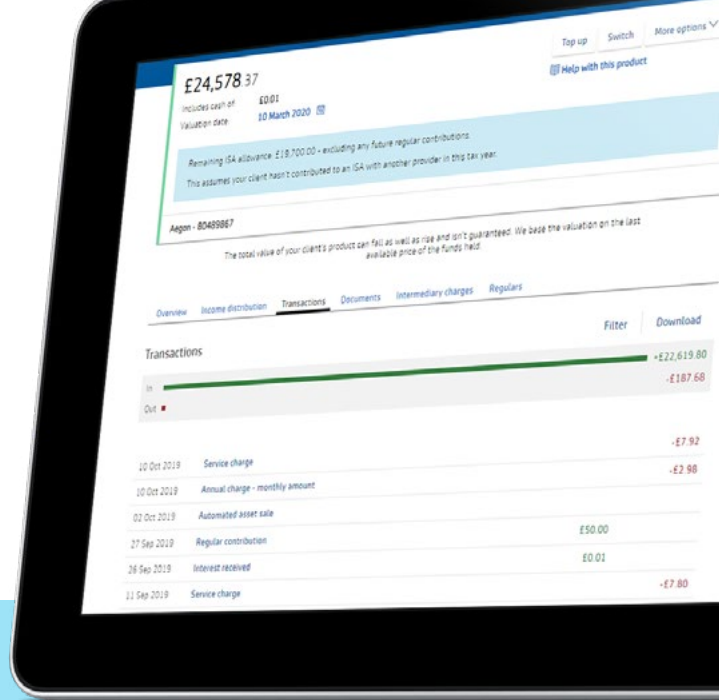 Top up Switch More options
£24,578.37
Help with this product
Includes cash of £0.01
Valuation date 10 March 2020
Remaining ISA allowance: £19,700.00 - excluding any future regular contributions.
This assumes your client hasn't contributed to an ISA with another provider in this tax year.
Aegon - 80489867
The total value of your client's product can fall as well as rise and isn't guaranteed. We base the valuation on the last
available price of the funds held.
Overview Income distribution Transactions Documents Intermediary charges Regulars
Filter Download
Transactions
In +£22,619.80
Out -£187.68
10 Oct 2019 Service charge -£7.92
10 Oct 2019 Annual charge - monthly amount -£2.98
02 Oct 2019 Automated asset sale
27 Sep 2019 Regular contribution £50.00
26 Sep 2019 Interest received £0.01
11 Sep 2019 Service charge -£7.80